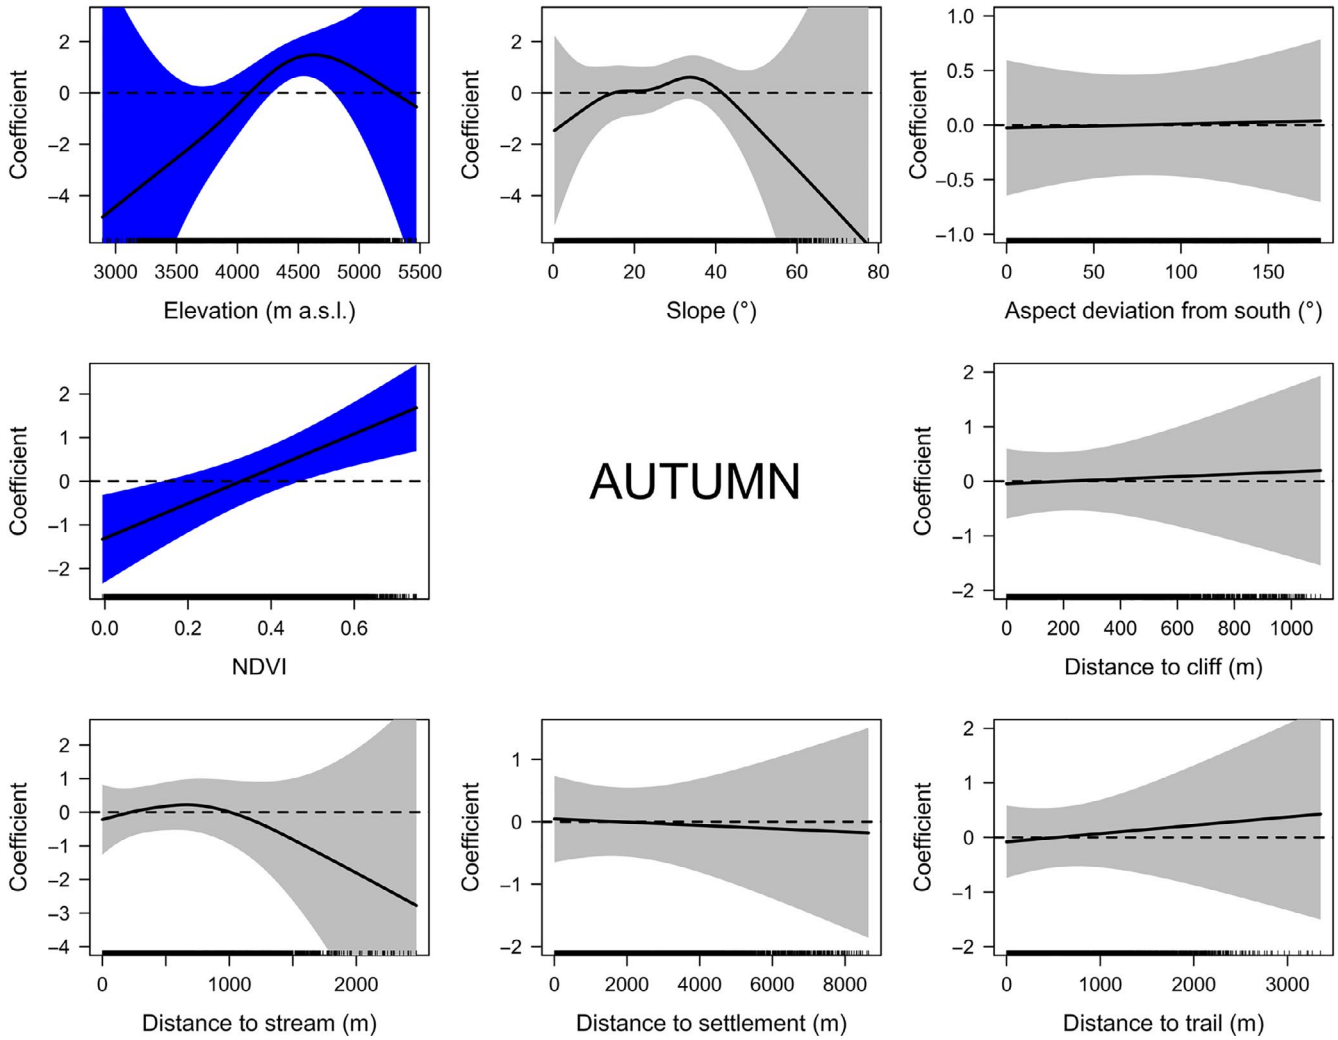 Coefficient
2
0
−2
−4
3000 3500 4000 4500 5000 5500
Elevation (m a.s.l.)
Coefficient
2
0
−2
−4
0 20 40 60 80
Slope (°)
Coefficient
1.0
0.5
0.0
−0.5
−1.0
0 50 100 150
Aspect deviation from south (°)
Coefficient
2
1
0
−1
−2
0.0 0.2 0.4 0.6
NDVI
AUTUMN
Coefficient
2
1
0
−1
−2
0 200 400 600 800 1000
Distance to cliff (m)
Coefficient
2
1
0
−1
−2
−3
−4
0 1000 2000
Distance to stream (m)
Coefficient
1
0
−1
−2
0 2000 4000 6000 8000
Distance to settlement (m)
Coefficient
2
1
0
−1
−2
0 1000 2000 3000
Distance to trail (m)